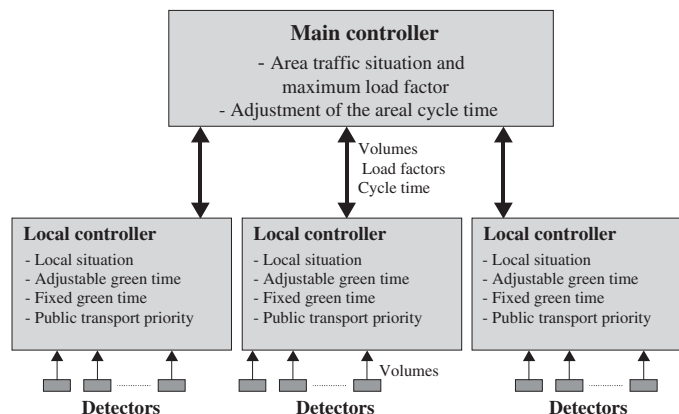 Main controller
- Area traffic situation and
maximum load factor
- Adjustment of the areal cycle time
Volumes
Load factors
Cycle time
Local controller
- Local situation
- Adjustable green time
- Fixed green time
- Public transport priority
Local controller
- Local situation
- Adjustable green time
- Fixed green time
- Public transport priority
Local controller
- Local situation
- Adjustable green time
- Fixed green time
- Public transport priority
Volumes
Detectors
Detectors
Detectors